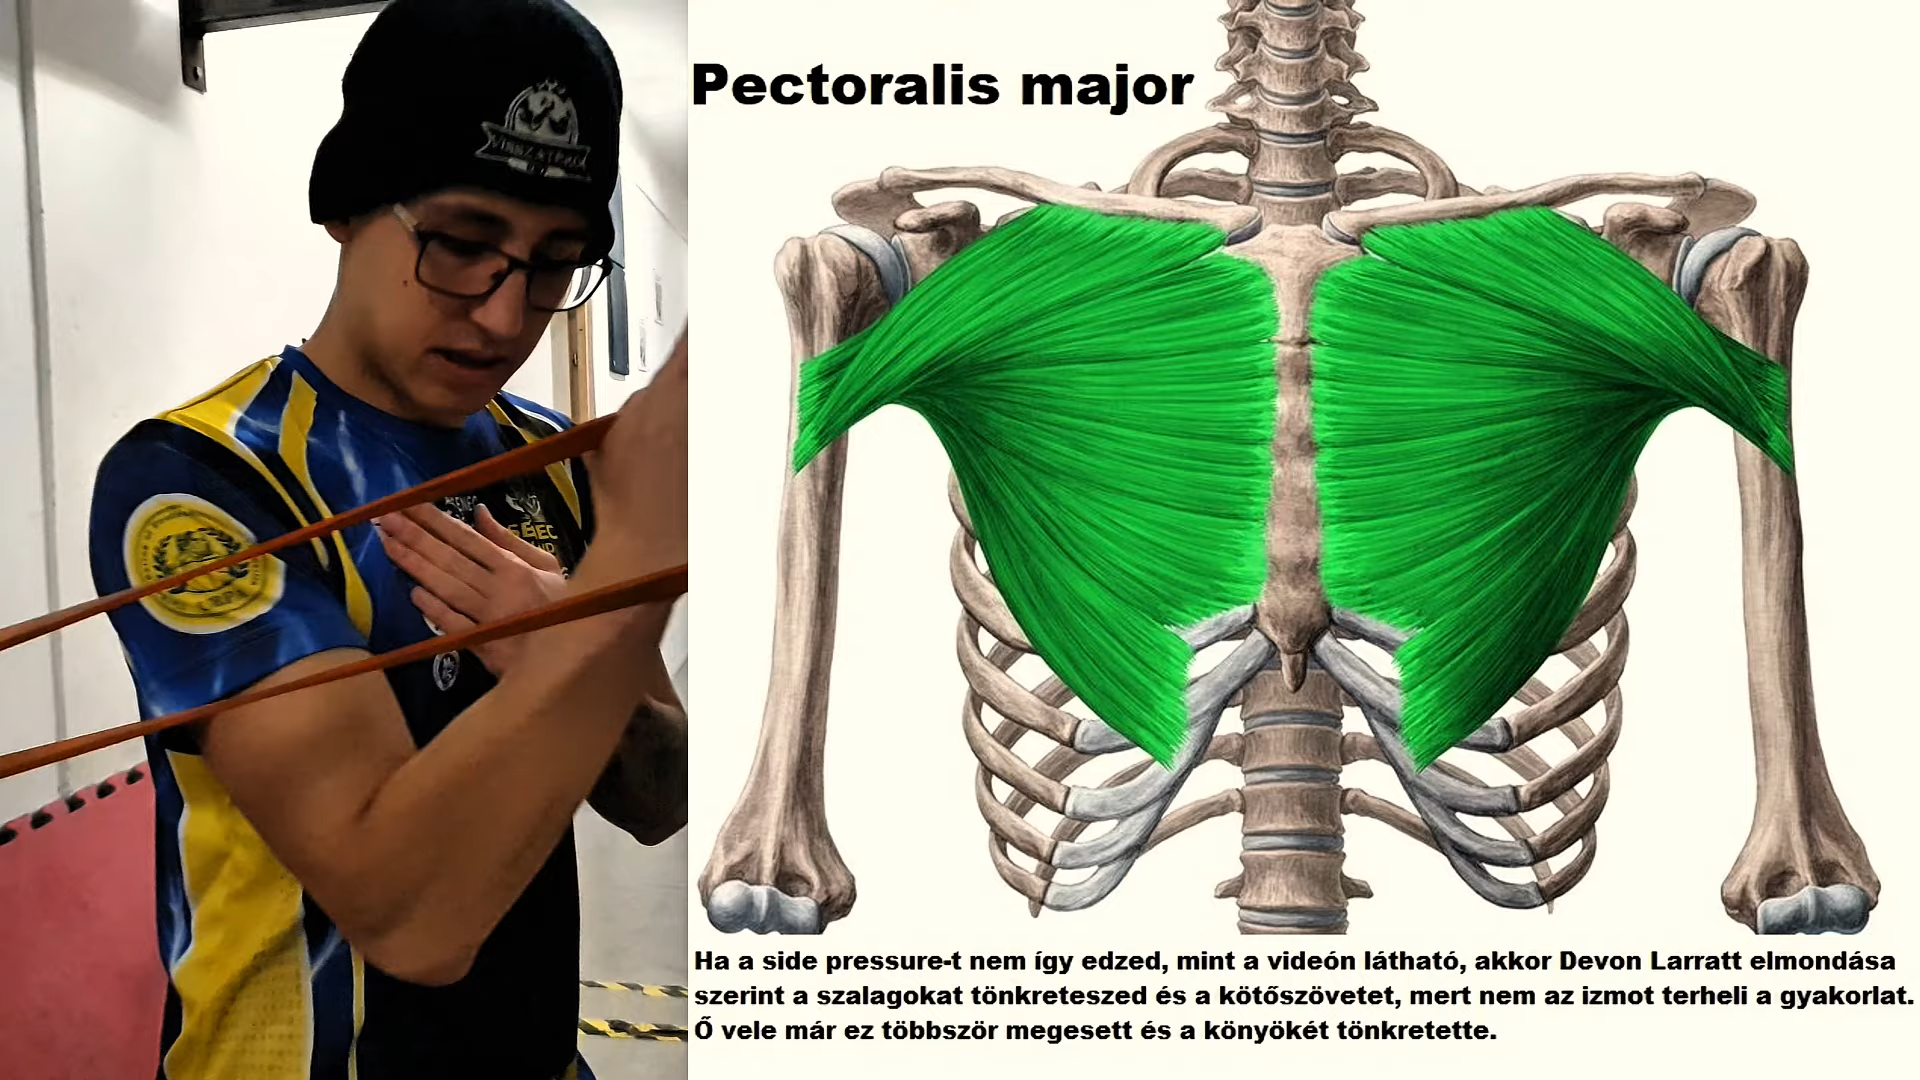 VISSZATÉRŐ
Pectoralis major
Ha a side pressure-t nem így edzed, mint a videón látható, akkor Devon Larratt elmondása
szerint a szalagokat tönkreteszed és a kötőszövetet, mert nem az izmot terheli a gyakorlat.
Ő vele már ez többször megesett és a könyökét tönkretette.